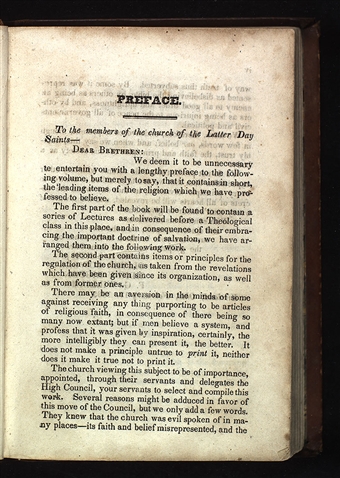 PREFACE.
To the members of the church of the Latter Day
Saints—
DEAR BRETHREN:
We deem it to be unnecessary
to entertain you with a lengthy preface to the follow-
ing volume, but merely to say, that it contains in short,
the leading items of the religion which we have pro-
fessed to believe.
The first part of the book will be found to contain a
series of Lectures as delivered before a Theological
class in this place, and in consequence of their embra-
cing the important doctrine of salvation, we have ar-
ranged them into the following work.
The second part contains items or principles for the
regulation of the church, as taken from the revelations
which have been given since its organization, as well
as from former ones.
There may be an aversion in the minds of some
against receiving any thing purporting to be articles
of religious faith, in consequence of there being so
many now extant; but if men believe a system, and
profess that it was given by inspiration, certainly, the
more intelligibly they can present it, the better. It
does not make a principle untrue to print it, neither
does it make it true not to print it.
The church viewing this subject to be of importance,
appointed, through their servants and delegates the
High Council, your servants to select and compile this
work. Several reasons might be adduced in favor of
this move of the Council, but we only add a few words.
They knew that the church was evil spoken of in ma-
ny places—its faith and belief misrepresented, and the